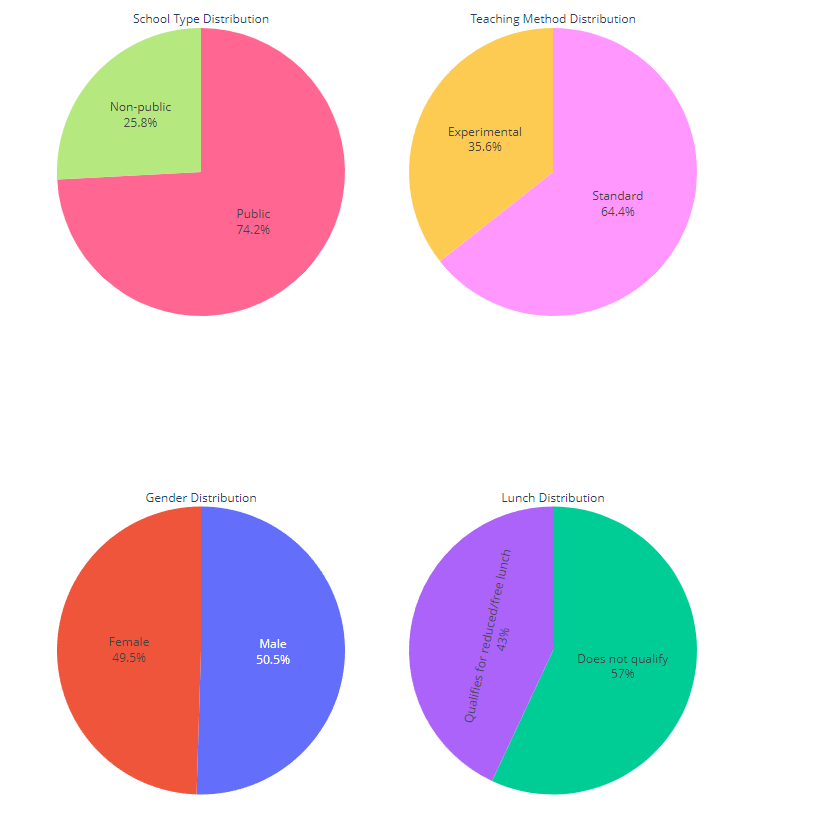 School Type Distribution
Non-public
25.8%
Public
74.2%
Teaching Method Distribution
Experimental
35.6%
Standard
64.4%
Gender Distribution
Female
49.5%
Male
50.5%
Lunch Distribution
Qualifies for reduced/free lunch
43%
Does not qualify
57%